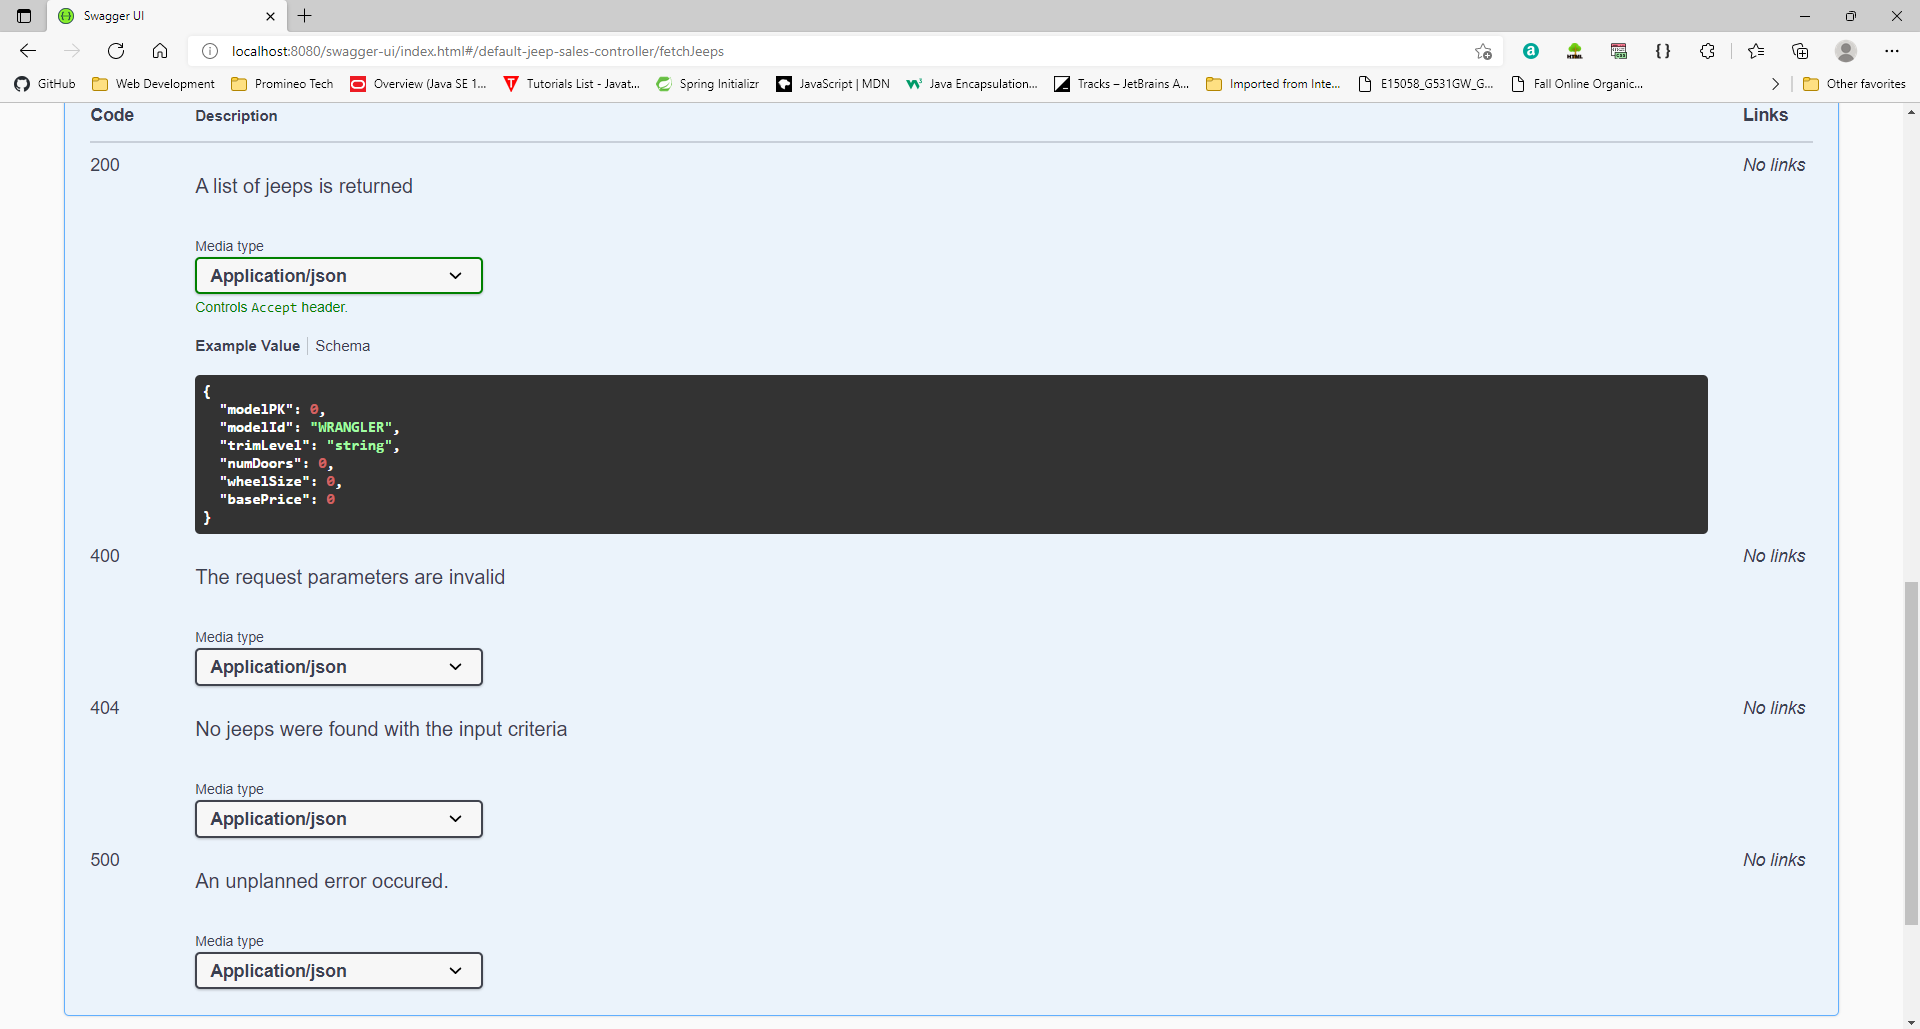 Swagger UI
localhost:8080/swagger-ui/index.html#/default-jeep-sales-controller/fetchJeeps
GitHub Web Development Promineo Tech Overview (Java SE 1... Tutorials List - Javat... Spring Initializr JavaScript | MDN Java Encapsulation... Tracks – JetBrains A... Imported from Inte... E15058_G531GW_G... Fall Online Organic... Other favorites
Code Description Links
200 No links
A list of jeeps is returned
Media type
Application/json
Controls Accept header.
Example Value Schema
{
"modelPK": 0,
"modelId": "WRANGLER",
"trimLevel": "string",
"numDoors": 0,
"wheelSize": 0,
"basePrice": 0
}
400 No links
The request parameters are invalid
Media type
Application/json
404 No links
No jeeps were found with the input criteria
Media type
Application/json
500 No links
An unplanned error occured.
Media type
Application/json